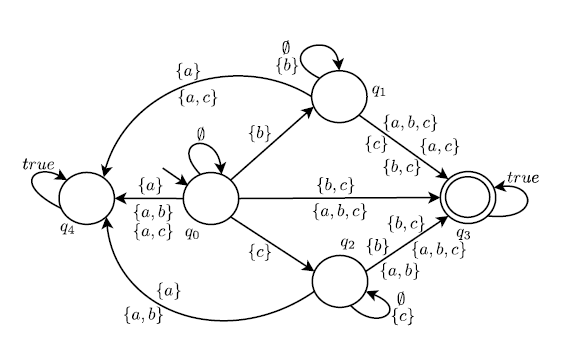 ∅
{b}
q₁
{a}
{a, c}
{b}
{a, b, c}
{c}
{a, c}
{b, c}
∅
true
{a}
{a, b}
{a, c}
q₄
q₀
{b, c}
{a, b, c}
true
q₃
{c}
q₂
{b, c}
{b}
{a, b, c}
{a, b}
∅
{c}
{a}
{a, b}